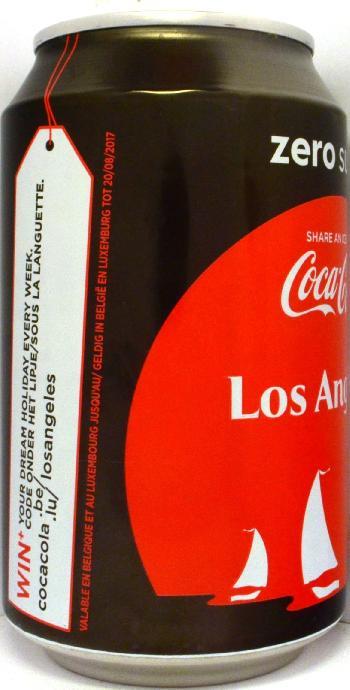 zero
SHARE AN
Coca
Los Ang
WIN+ YOUR DREAM HOLIDAY EVERY WEEK.
CODE ONDER HET LIPJE/SOUS LA LANGUETTE.
cocacola .be/ .lu/ losangeles
VALABLE EN BELGIQUE ET AU LUXEMBOURG JUSQU'AU/ GELDIG IN BELGIË EN LUXEMBURG TOT 20/08/2017